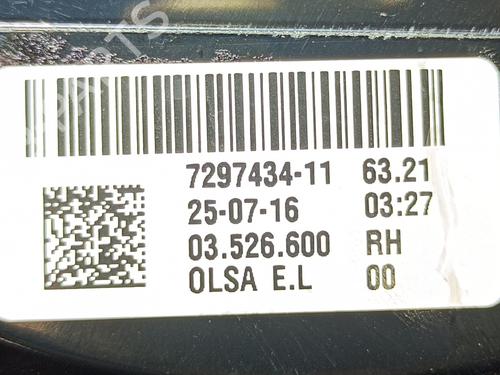 7297434-11 63.21
25-07-16 03:27
03.526.600 RH
OLSA E.L 00